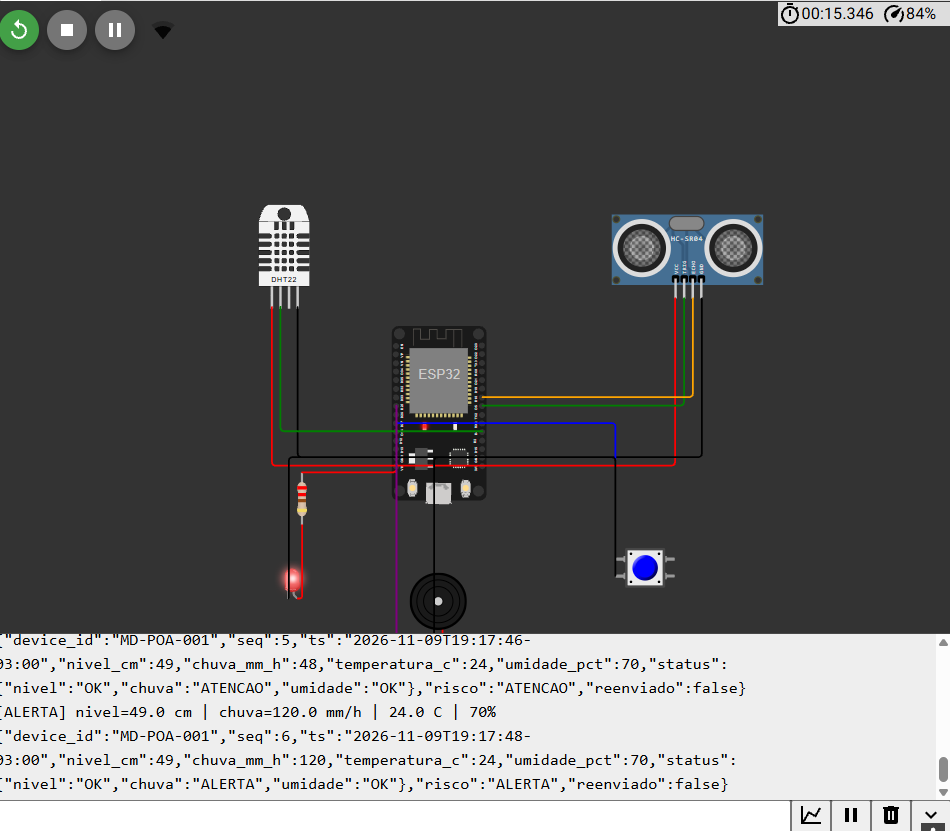 00:15.346 84%
DHT22
HC-SR04
VCC TRIG ECHO GND
ESP32
"device_id":"MD-POA-001","seq":5,"ts":"2026-11-09T19:17:46-
03:00","nivel_cm":49,"chuva_mm_h":48,"temperatura_c":24,"umidade_pct":70,"status":
{"nivel":"OK","chuva":"ATENCAO","umidade":"OK"},"risco":"ATENCAO","reenviado":false}
[ALERTA] nivel=49.0 cm | chuva=120.0 mm/h | 24.0 C | 70%
{"device_id":"MD-POA-001","seq":6,"ts":"2026-11-09T19:17:48-
03:00","nivel_cm":49,"chuva_mm_h":120,"temperatura_c":24,"umidade_pct":70,"status":
{"nivel":"OK","chuva":"ALERTA","umidade":"OK"},"risco":"ALERTA","reenviado":false}